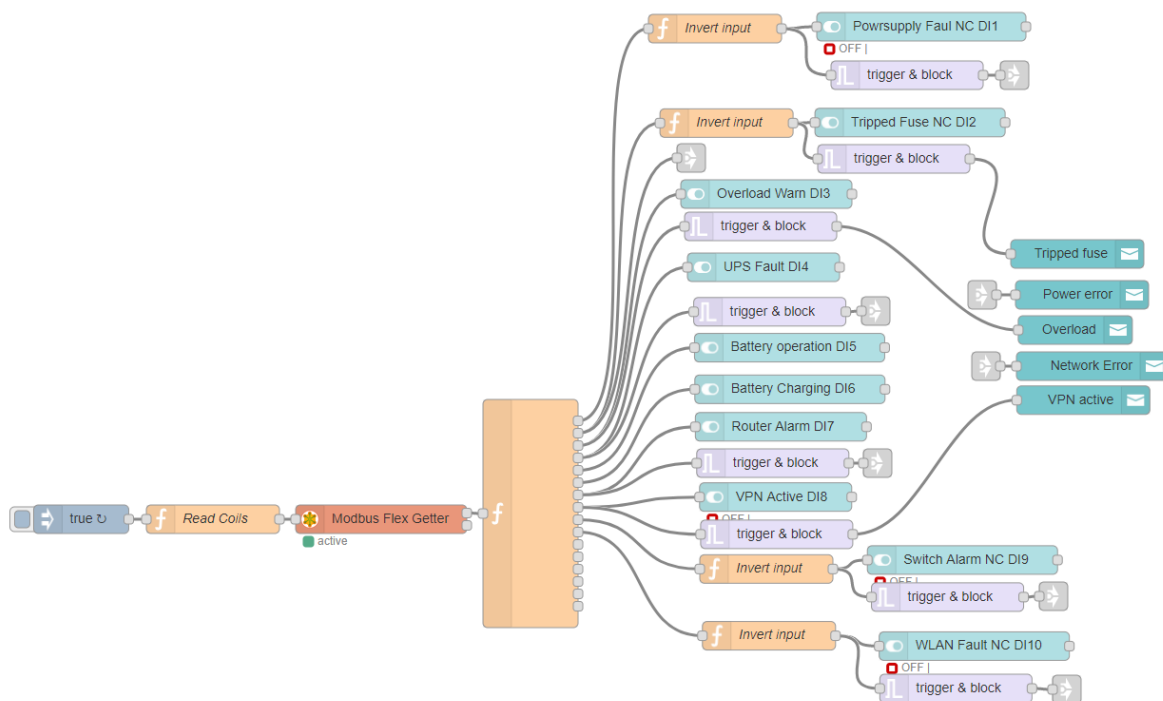 Invert input
Powrsupply Faul NC DI1
OFF |
trigger & block
Invert input
Tripped Fuse NC DI2
trigger & block
Overload Warn DI3
trigger & block
UPS Fault DI4
Tripped fuse
Power error
trigger & block
Overload
Battery operation DI5
Network Error
Battery Charging DI6
VPN active
Router Alarm DI7
trigger & block
VPN Active DI8
OFF |
true ↻
Read Coils
Modbus Flex Getter
active
trigger & block
Invert input
Switch Alarm NC DI9
OFF |
trigger & block
Invert input
WLAN Fault NC DI10
OFF |
trigger & block